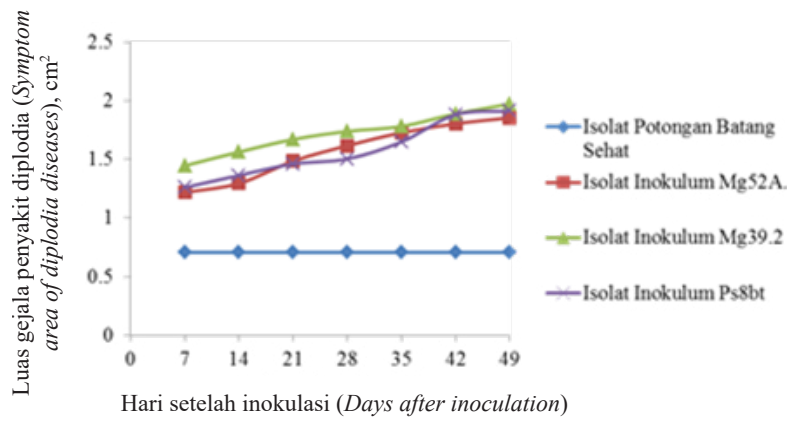 Luas gejala penyakit diplodia (Symptom
area of diplodia diseases), cm²
2.5
2
1.5
1
0.5
0
0 7 14 21 28 35 42 49
Hari setelah inokulasi (Days after inoculation)
Isolat Potongan Batang
Sehat
Isolat Inokulum Mg52A.
Isolat Inokulum Mg39.2
Isolat Inokulum Ps8bt